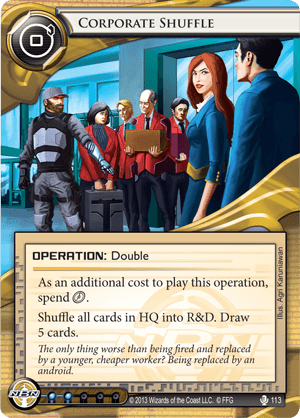 CORPORATE SHUFFLE
OPERATION: Double
As an additional cost to play this operation,
spend .
Shuffle all cards in HQ into R&D. Draw
5 cards.
The only thing worse than being fired and replaced
by a younger, cheaper worker? Being replaced by an
android.
Illus. Agri Karuniawan
NBN
© 2013 Wizards of the Coast LLC. © FFG
113